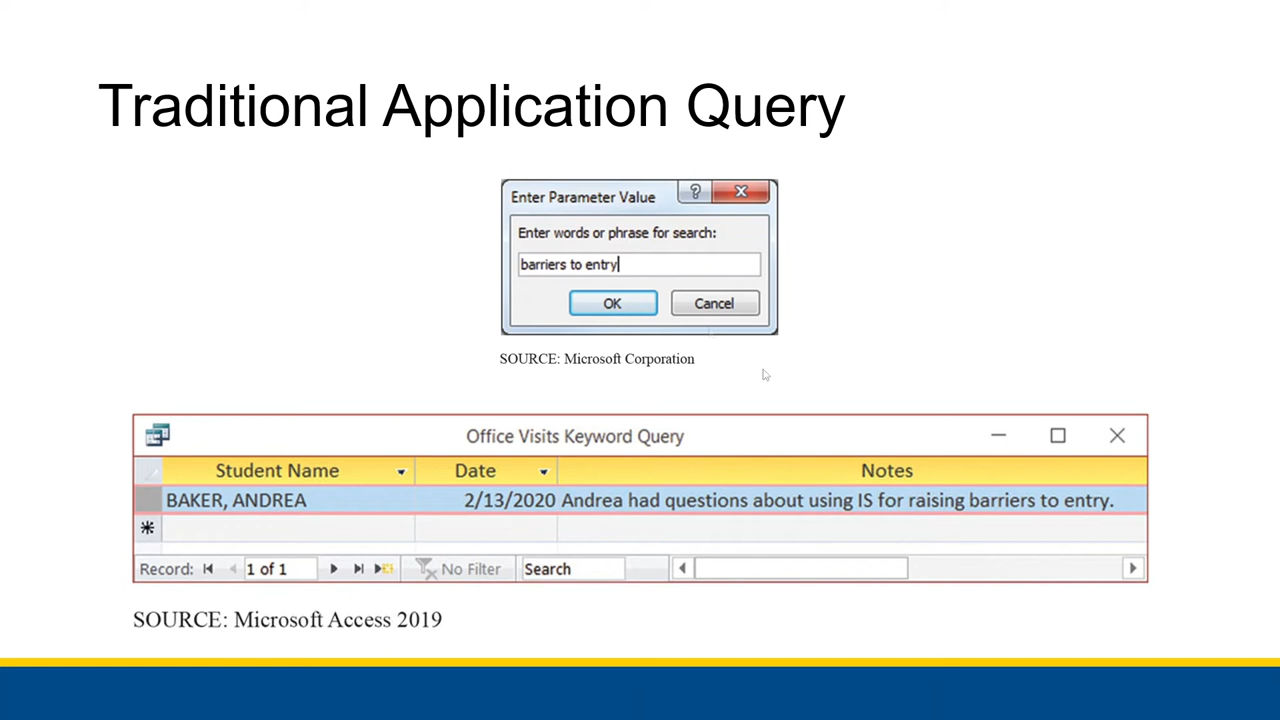 Traditional Application Query
Enter Parameter Value
Enter words or phrase for search:
barriers to entry
OK Cancel
SOURCE: Microsoft Corporation
Office Visits Keyword Query
Student Name Date Notes
BAKER, ANDREA 2/13/2020 Andrea had questions about using IS for raising barriers to entry.
Record: 1 of 1 No Filter Search
SOURCE: Microsoft Access 2019